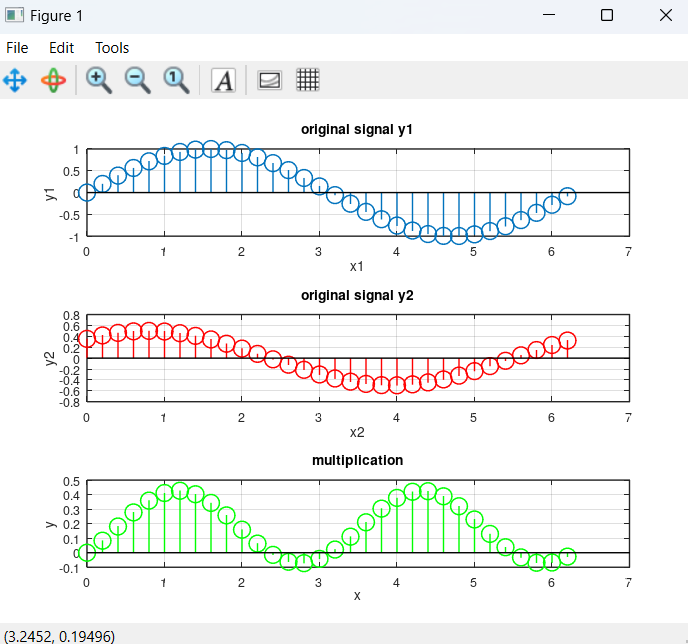 Figure 1
File Edit Tools
original signal y1
1
0.5
0
-0.5
-1
y1
0 1 2 3 4 5 6 7
x1
original signal y2
0.8
0.6
0.4
0.2
0
-0.2
-0.4
-0.6
-0.8
y2
0 1 2 3 4 5 6 7
x2
multiplication
0.5
0.4
0.3
0.2
0.1
0
-0.1
y
0 1 2 3 4 5 6 7
x
(3.2452, 0.19496)